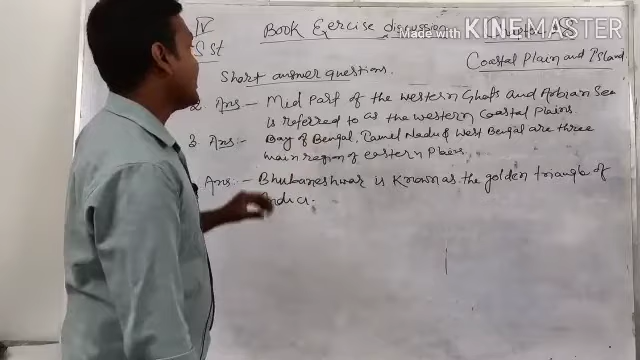 IV
Book Exercise discussion
Made with KINEMASTER
S St
Coastal Plain and Island
Short answer questions.
2. Ans - Mid Part of the western Ghats and Arbian Sea
is referred to as the western Coastal Plains.
3. Ans:- Bay of Bengal, Tamel Nadu & West Bengal are three
main region of eastern Plains.
Ans:- Bhubaneshwar is Known as the golden triangle of
India.